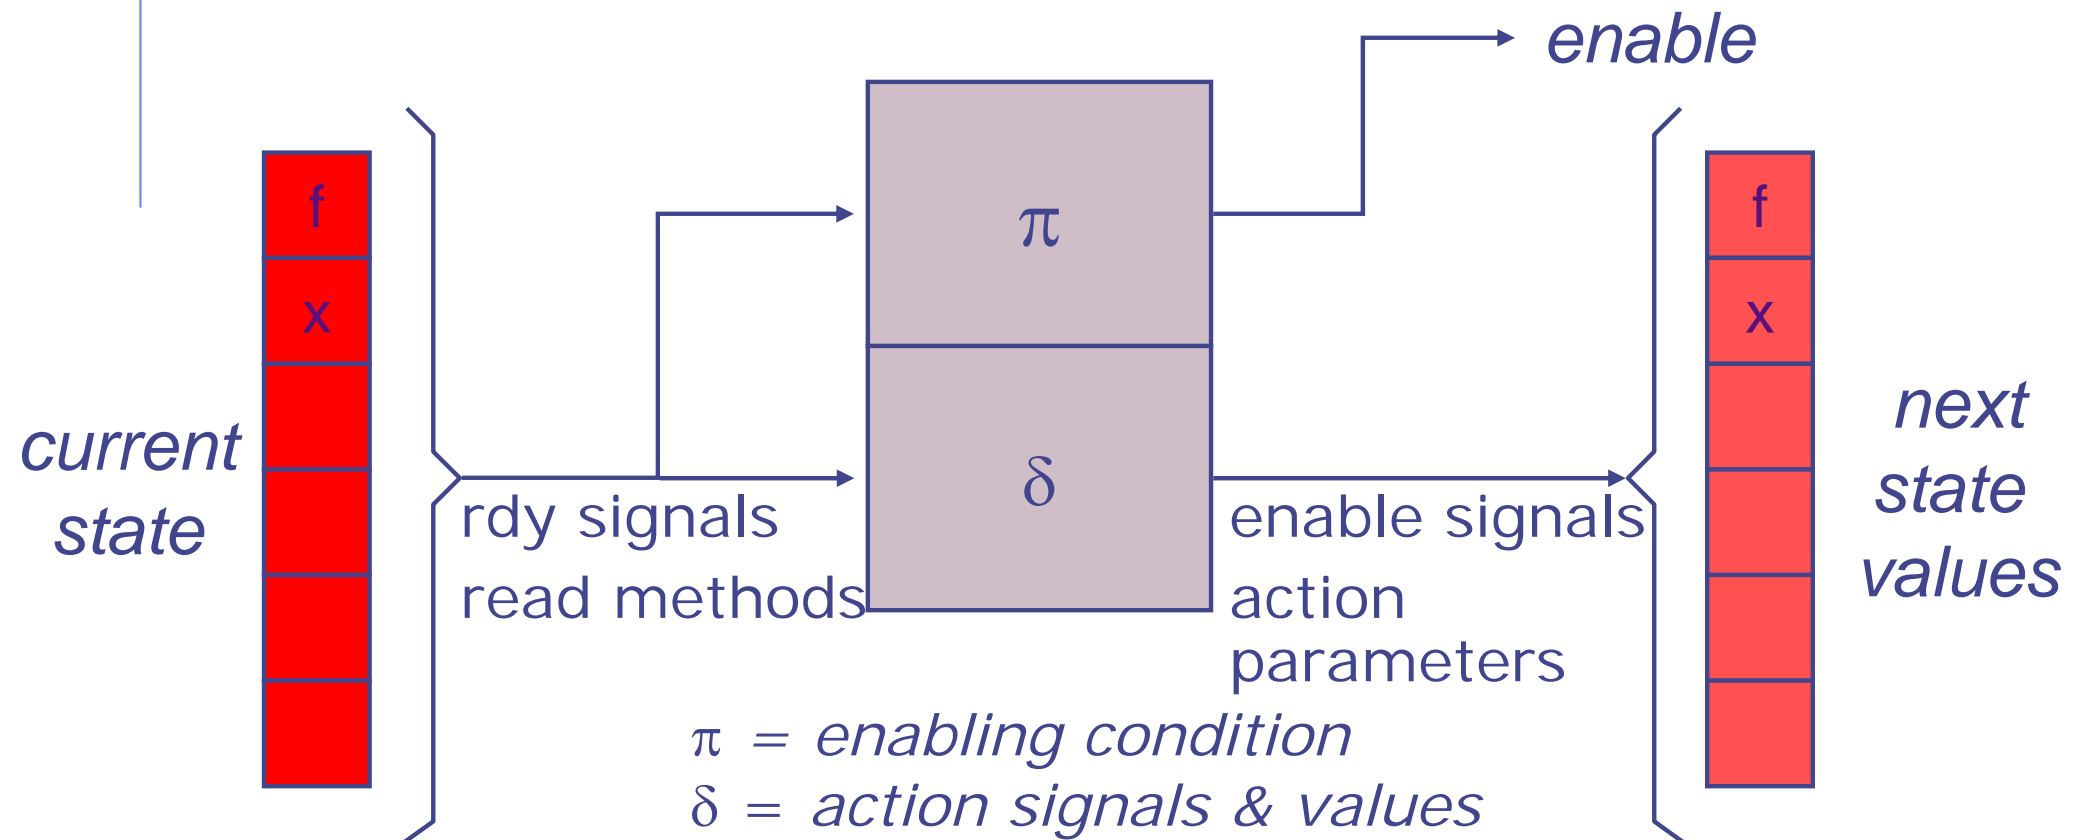 enable
f
x
current
state
π
δ
rdy signals
read methods
enable signals
action
parameters
f
x
next
state
values
π = enabling condition
δ = action signals & values